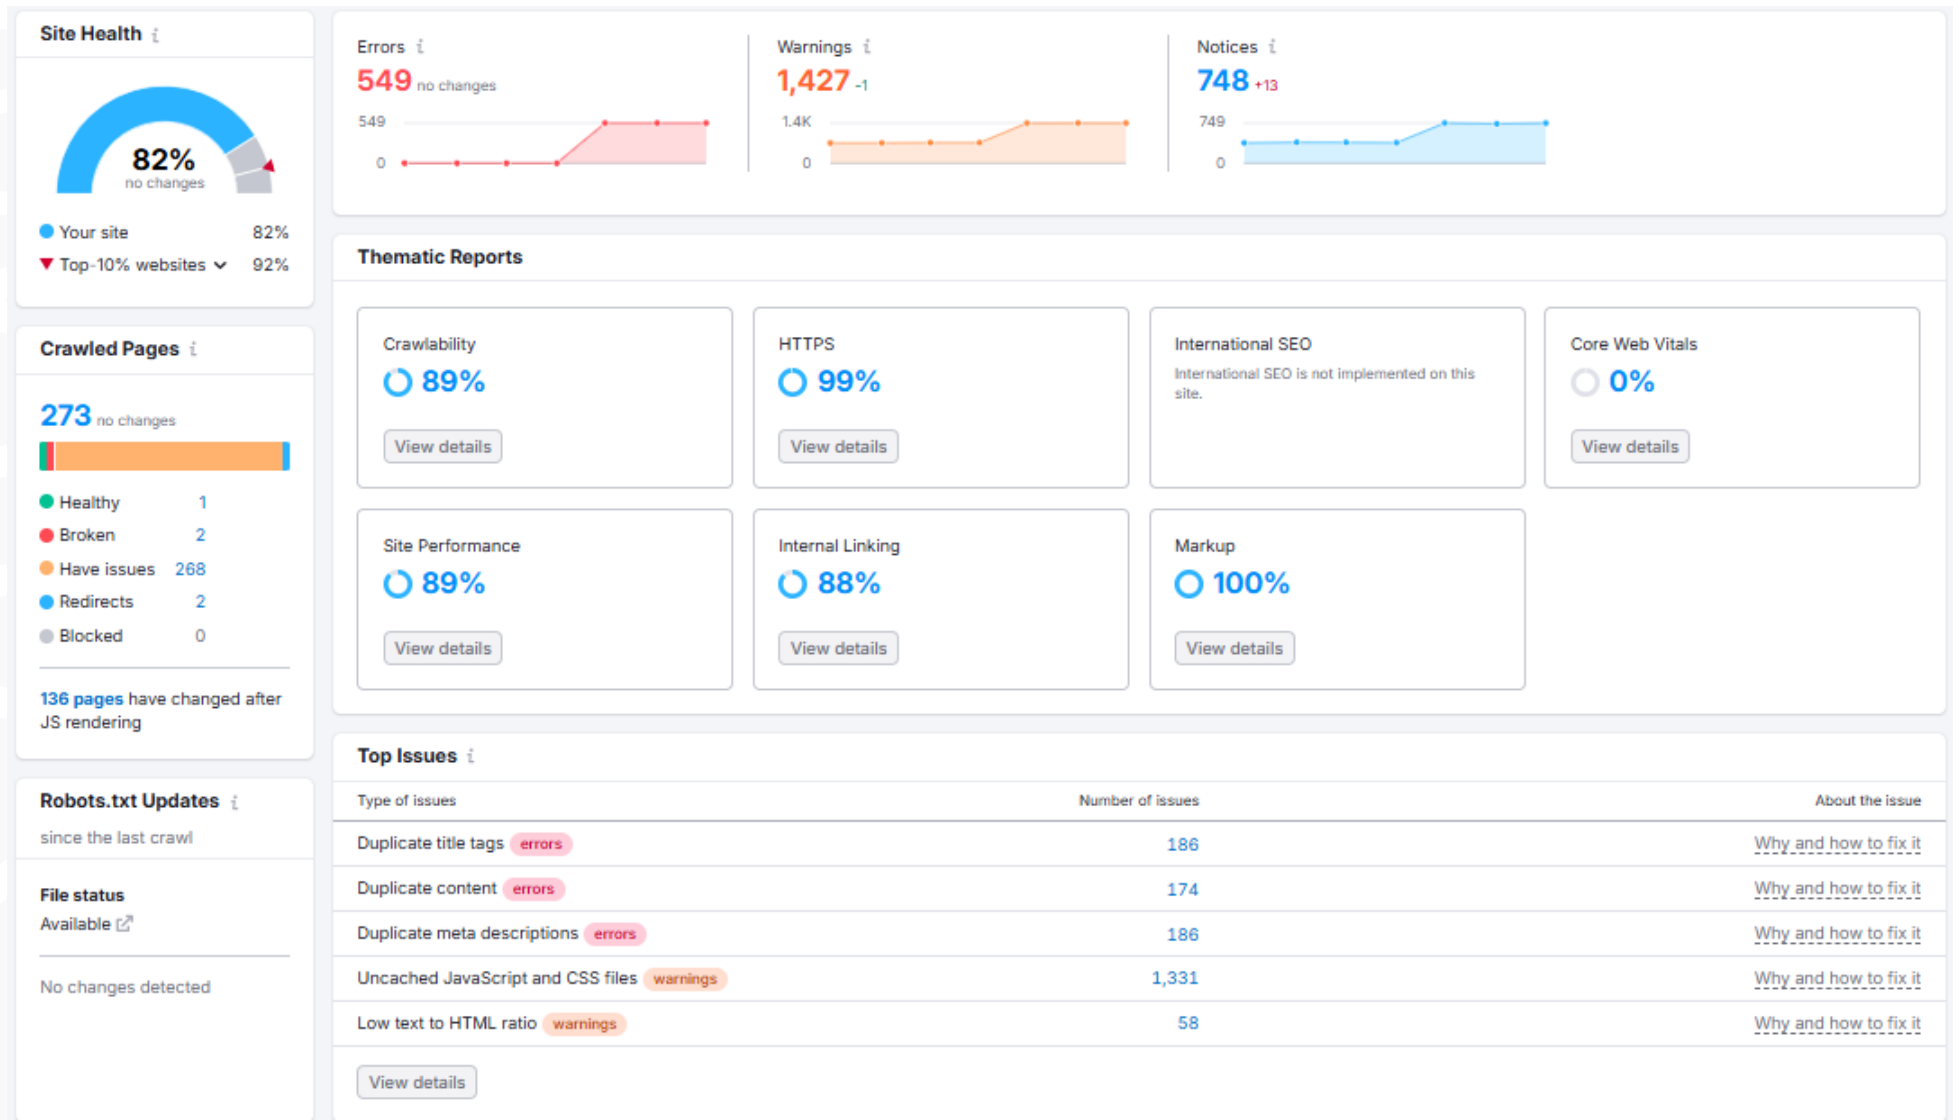 Site Health
82%
no changes
Your site 82%
Top-10% websites 92%
Crawled Pages
273 no changes
Healthy 1
Broken 2
Have issues 268
Redirects 2
Blocked 0
136 pages have changed after
JS rendering
Robots.txt Updates
since the last crawl
File status
Available
No changes detected
Errors
549 no changes
549
0
Warnings
1,427 -1
1.4K
0
Notices
748 +13
749
0
Thematic Reports
Crawlability
89%
View details
HTTPS
99%
View details
International SEO
International SEO is not implemented on this
site.
Core Web Vitals
0%
View details
Site Performance
89%
View details
Internal Linking
88%
View details
Markup
100%
View details
Top Issues
Type of issues Number of issues About the issue
Duplicate title tags errors 186 Why and how to fix it
Duplicate content errors 174 Why and how to fix it
Duplicate meta descriptions errors 186 Why and how to fix it
Uncached JavaScript and CSS files warnings 1,331 Why and how to fix it
Low text to HTML ratio warnings 58 Why and how to fix it
View details